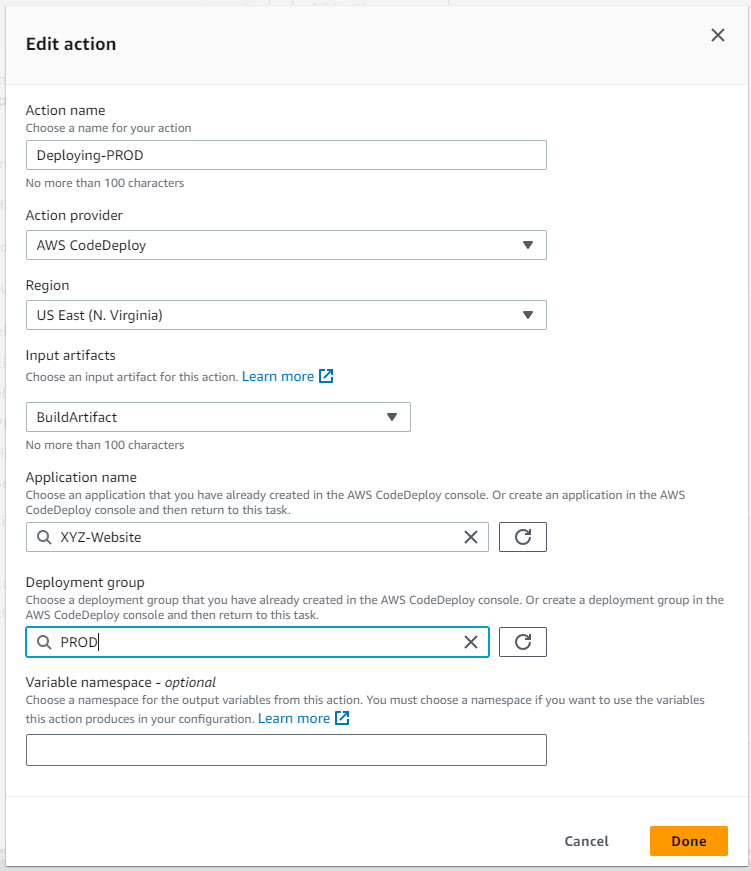 Edit action
Action name
Choose a name for your action
Deploying-PROD
No more than 100 characters
Action provider
AWS CodeDeploy
Region
US East (N. Virginia)
Input artifacts
Choose an input artifact for this action. Learn more
BuildArtifact
No more than 100 characters
Application name
Choose an application that you have already created in the AWS CodeDeploy console. Or create an application in the AWS
CodeDeploy console and then return to this task.
XYZ-Website
Deployment group
Choose a deployment group that you have already created in the AWS CodeDeploy console. Or create a deployment group in the
AWS CodeDeploy console and then return to this task.
PROD
Variable namespace - optional
Choose a namespace for the output variables from this action. You must choose a namespace if you want to use the variables
this action produces in your configuration. Learn more
Cancel
Done